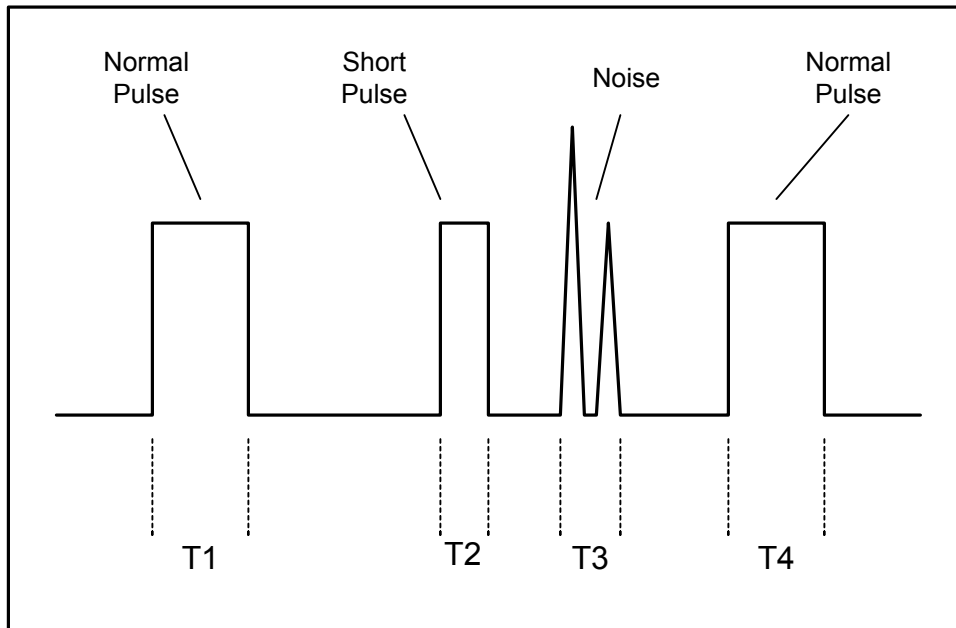 Normal
Pulse
Short
Pulse
Noise
Normal
Pulse
T1
T2
T3
T4